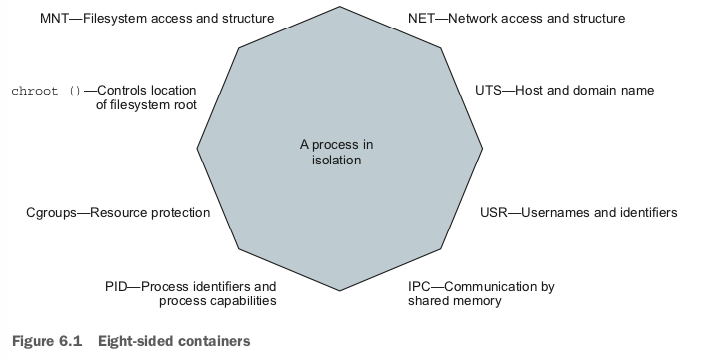 MNT—Filesystem access and structure
NET—Network access and structure
chroot ()—Controls location
of filesystem root
UTS—Host and domain name
A process in
isolation
Cgroups—Resource protection
USR—Usernames and identifiers
PID—Process identifiers and
process capabilities
IPC—Communication by
shared memory
Figure 6.1 Eight-sided containers